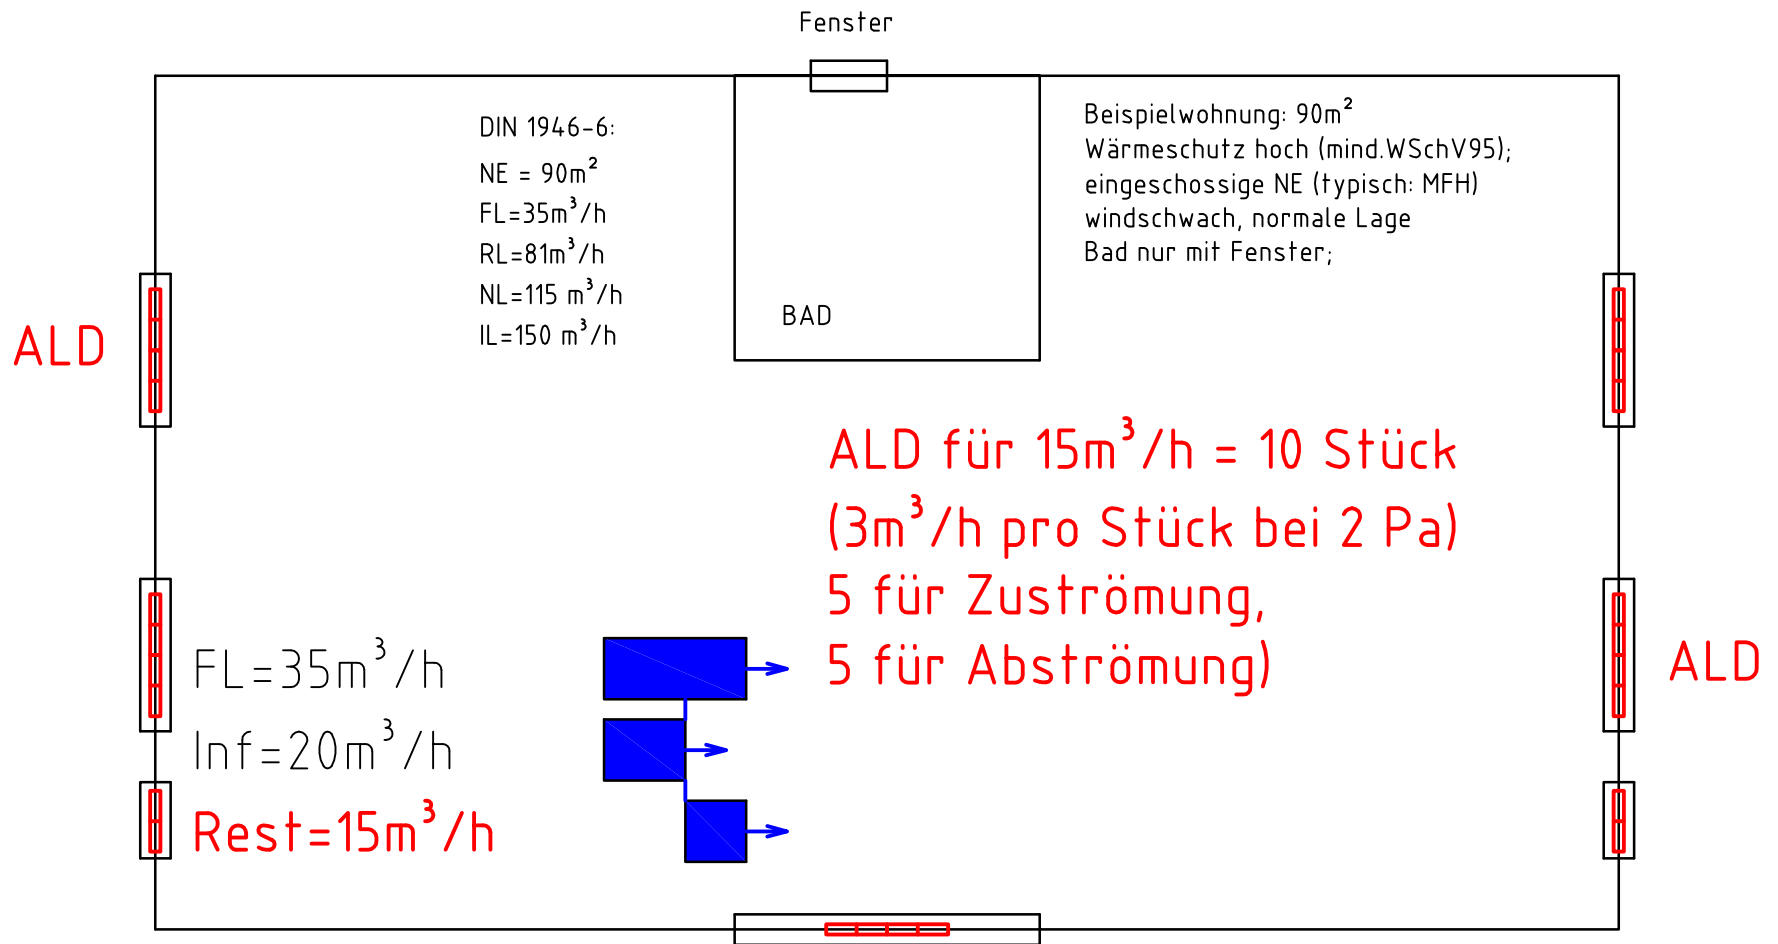 Fenster
DIN 1946-6:
NE = 90m²
FL=35m³/h
RL=81m³/h
NL=115 m³/h
IL=150 m³/h
Beispielwohnung: 90m²
Wärmeschutz hoch (mind.WSchV95);
eingeschossige NE (typisch: MFH)
windschwach, normale Lage
Bad nur mit Fenster;
BAD
ALD
ALD für 15m³/h = 10 Stück
(3m³/h pro Stück bei 2 Pa)
5 für Zuströmung,
5 für Abströmung)
ALD
FL=35m³/h
Inf=20m³/h
Rest=15m³/h